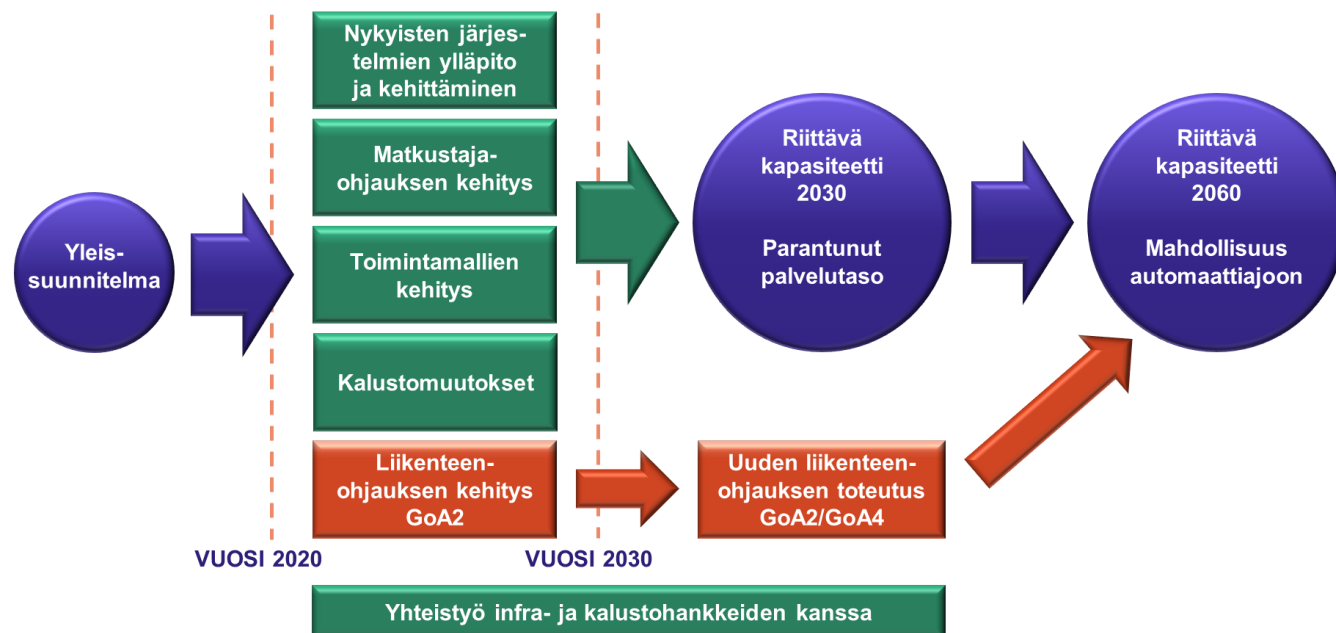 Yleis-
suunnitelma
Nykyisten järjes-
telmien ylläpito
ja kehittäminen
Matkustaja-
ohjauksen kehitys
Toimintamallien
kehitys
Kalustomuutokset
Liikenteen-
ohjauksen kehitys
GoA2
Riittävä
kapasiteetti
2030
Parantunut
palvelutaso
Uuden liikenteen-
ohjauksen toteutus
GoA2/GoA4
Riittävä
kapasiteetti
2060
Mahdollisuus
automaattiajoon
VUOSI 2020
VUOSI 2030
Yhteistyö infra- ja kalustohankkeiden kanssa